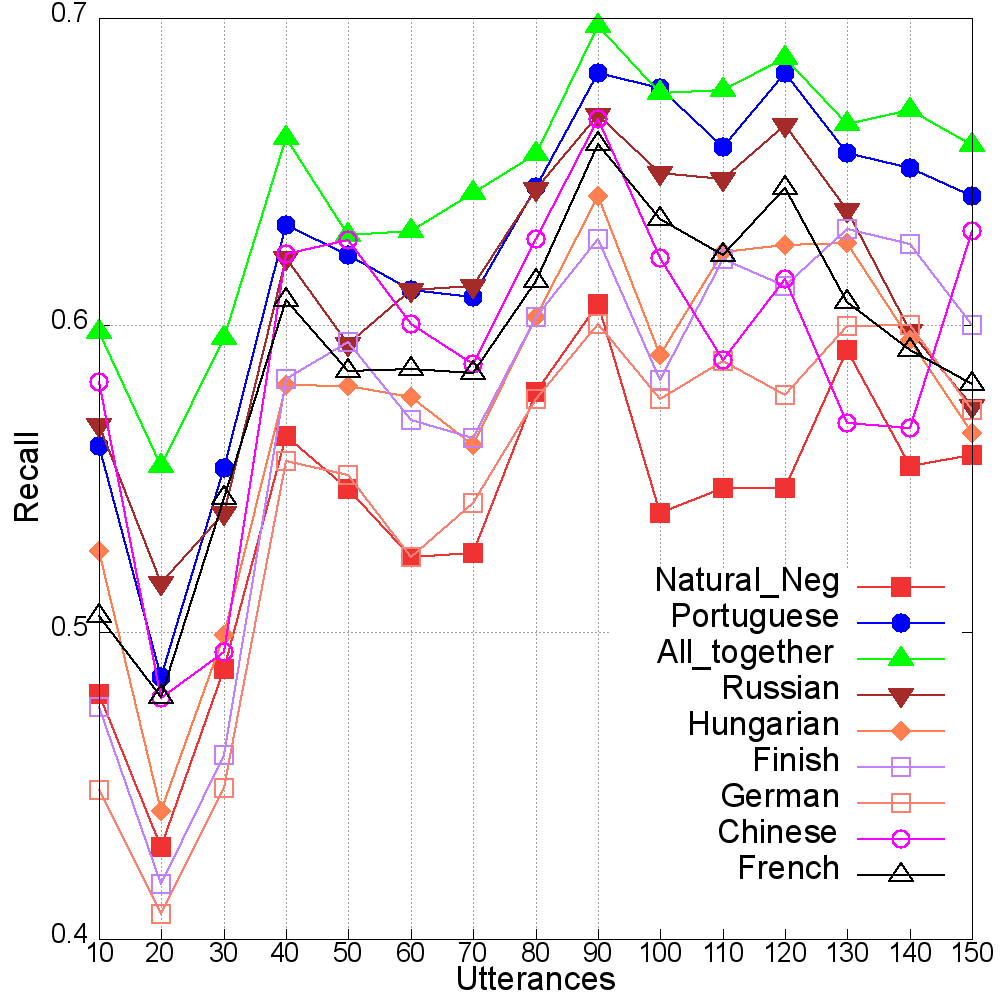 0.7
0.6
0.5
0.4
Recall
Natural_Neg
Portuguese
All_together
Russian
Hungarian
Finish
German
Chinese
French
10 20 30 40 50 60 70 80 90 100 110 120 130 140 150
Utterances